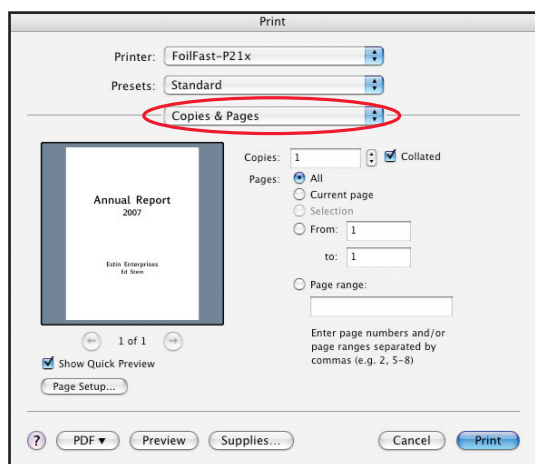 Print
Printer: FoilFast-P21x
Presets: Standard
Copies & Pages
Annual Report
2007
Estin Enterprises
Ed Stein
1 of 1
Show Quick Preview
Page Setup...
Copies: 1 Collated
Pages: All
Current page
Selection
From: 1
to: 1
Page range:
Enter page numbers and/or
page ranges separated by
commas (e.g. 2, 5–8)
? PDF▼ Preview Supplies... Cancel Print